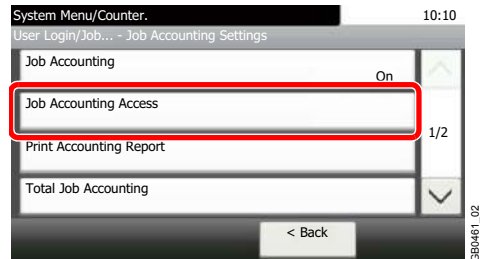 System Menu/Counter. 10:10
User Login/Job... - Job Accounting Settings
Job Accounting
On
Job Accounting Access
1/2
Print Accounting Report
Total Job Accounting
< Back
GB0461_02